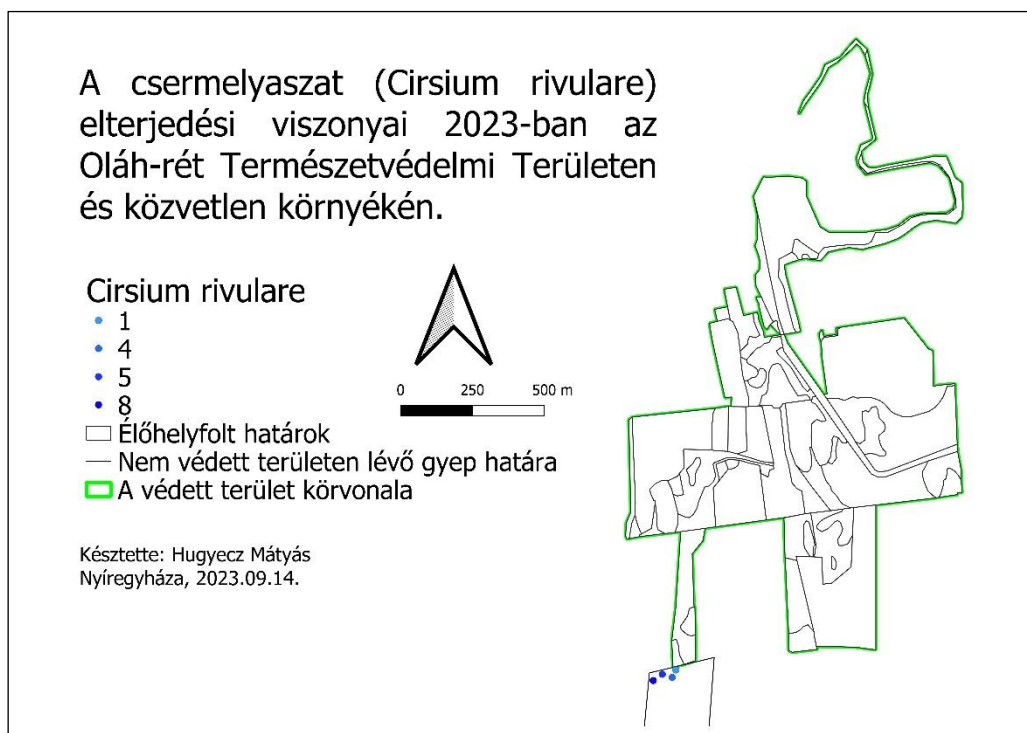 A csermelyaszat (Cirsium rivulare)
elterjedési viszonyai 2023-ban az
Oláh-rét Természetvédelmi Területen
és közvetlen környékén.
Cirsium rivulare
1
4
5
8
Élőhelyfolt határok
Nem védett területen lévő gyep határa
A védett terület körvonala
0 250 500 m
Késztette: Hugyecz Mátyás
Nyíregyháza, 2023.09.14.